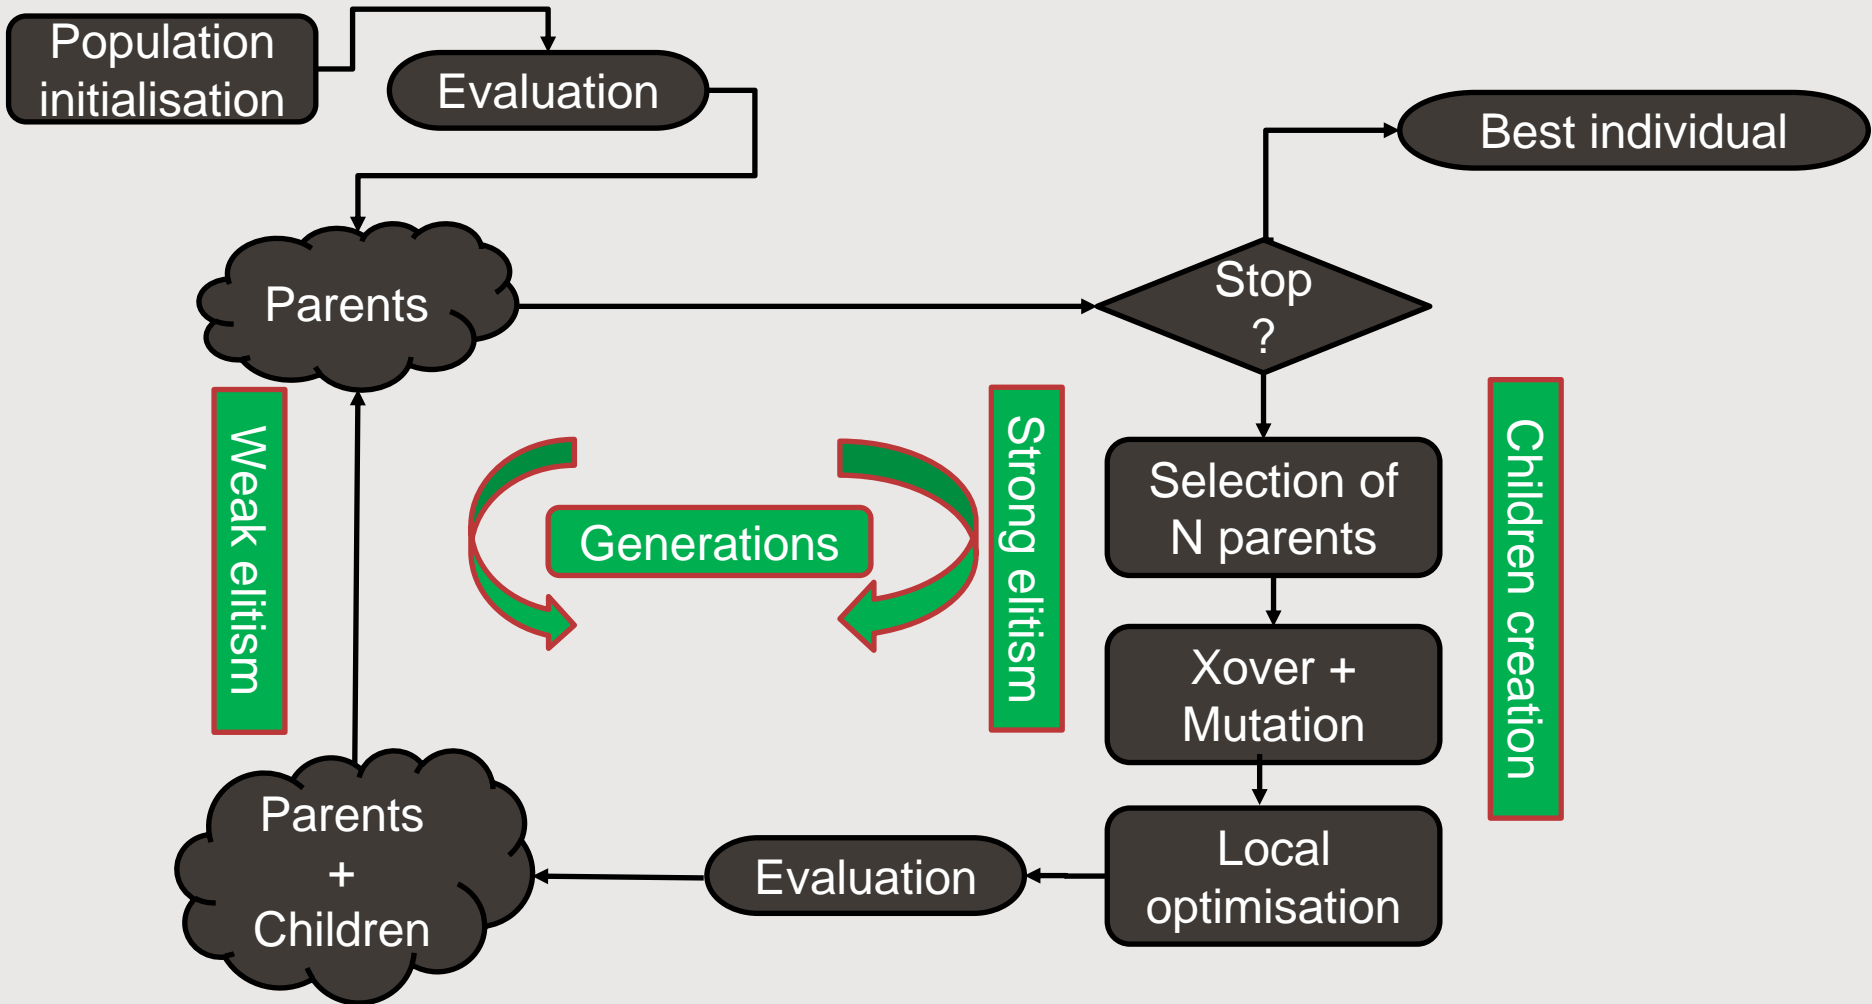 Population
initialisation
Evaluation
Best individual
Parents
Stop
?
Weak elitism
Generations
Strong elitism
Selection of
N parents
Children creation
Xover +
Mutation
Parents
+
Children
Evaluation
Local
optimisation